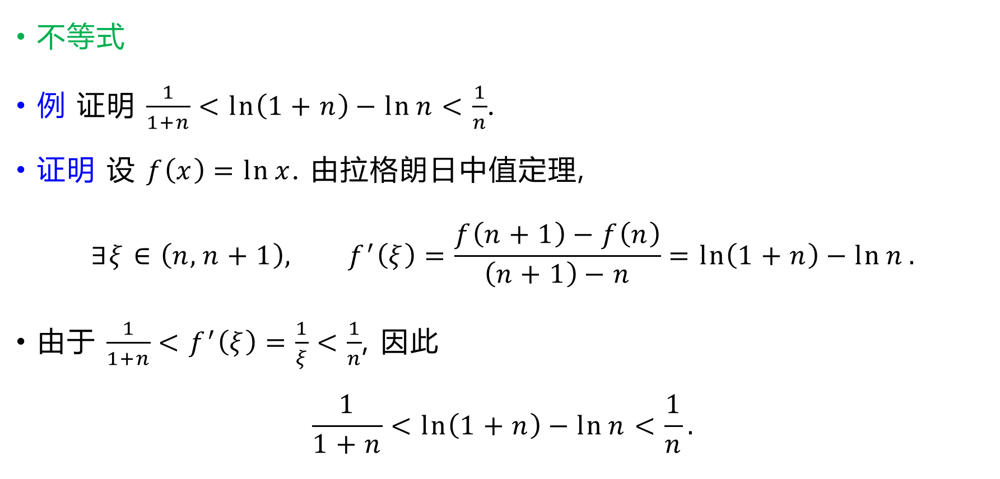 • 不等式
• 例 证明 $\frac{1}{1+n} < \ln(1+n) - \ln n < \frac{1}{n}$.
• 证明 设 $f(x) = \ln x$. 由拉格朗日中值定理,
$\exists \xi \in (n, n+1), \quad f'(\xi) = \frac{f(n+1) - f(n)}{(n+1) - n} = \ln(1+n) - \ln n.$
• 由于 $\frac{1}{1+n} < f'(\xi) = \frac{1}{\xi} < \frac{1}{n}$, 因此
$\frac{1}{1+n} < \ln(1+n) - \ln n < \frac{1}{n}.$